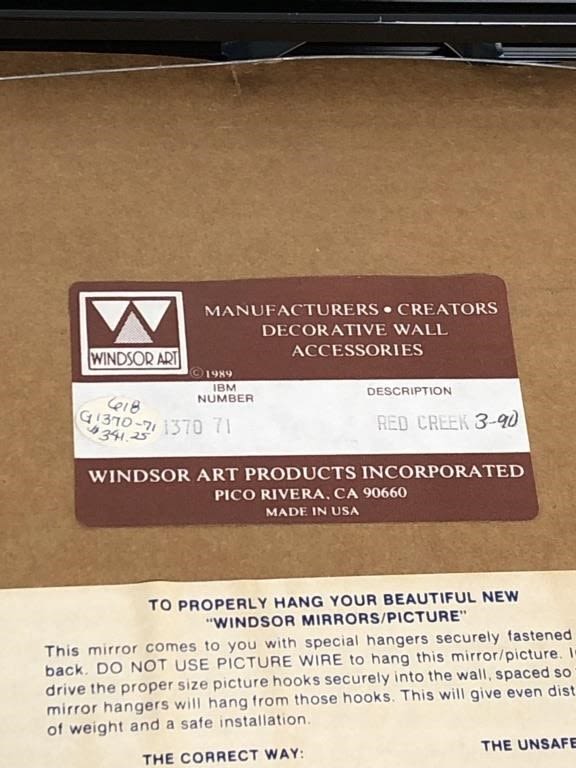 MANUFACTURERS • CREATORS
DECORATIVE WALL
ACCESSORIES
WINDSOR ART
© 1989
IBM
NUMBER
DESCRIPTION
618
G1370-71
$341.25
1370 71
RED CREEK 3-90
WINDSOR ART PRODUCTS INCORPORATED
PICO RIVERA, CA 90660
MADE IN USA
TO PROPERLY HANG YOUR BEAUTIFUL NEW
"WINDSOR MIRRORS/PICTURE"
This mirror comes to you with special hangers securely fastened
back. DO NOT USE PICTURE WIRE to hang this mirror/picture.
drive the proper size picture hooks securely into the wall, spaced so
mirror hangers will hang from those hooks. This will give even dist
of weight and a safe installation.
THE CORRECT WAY:
THE UNSAFE